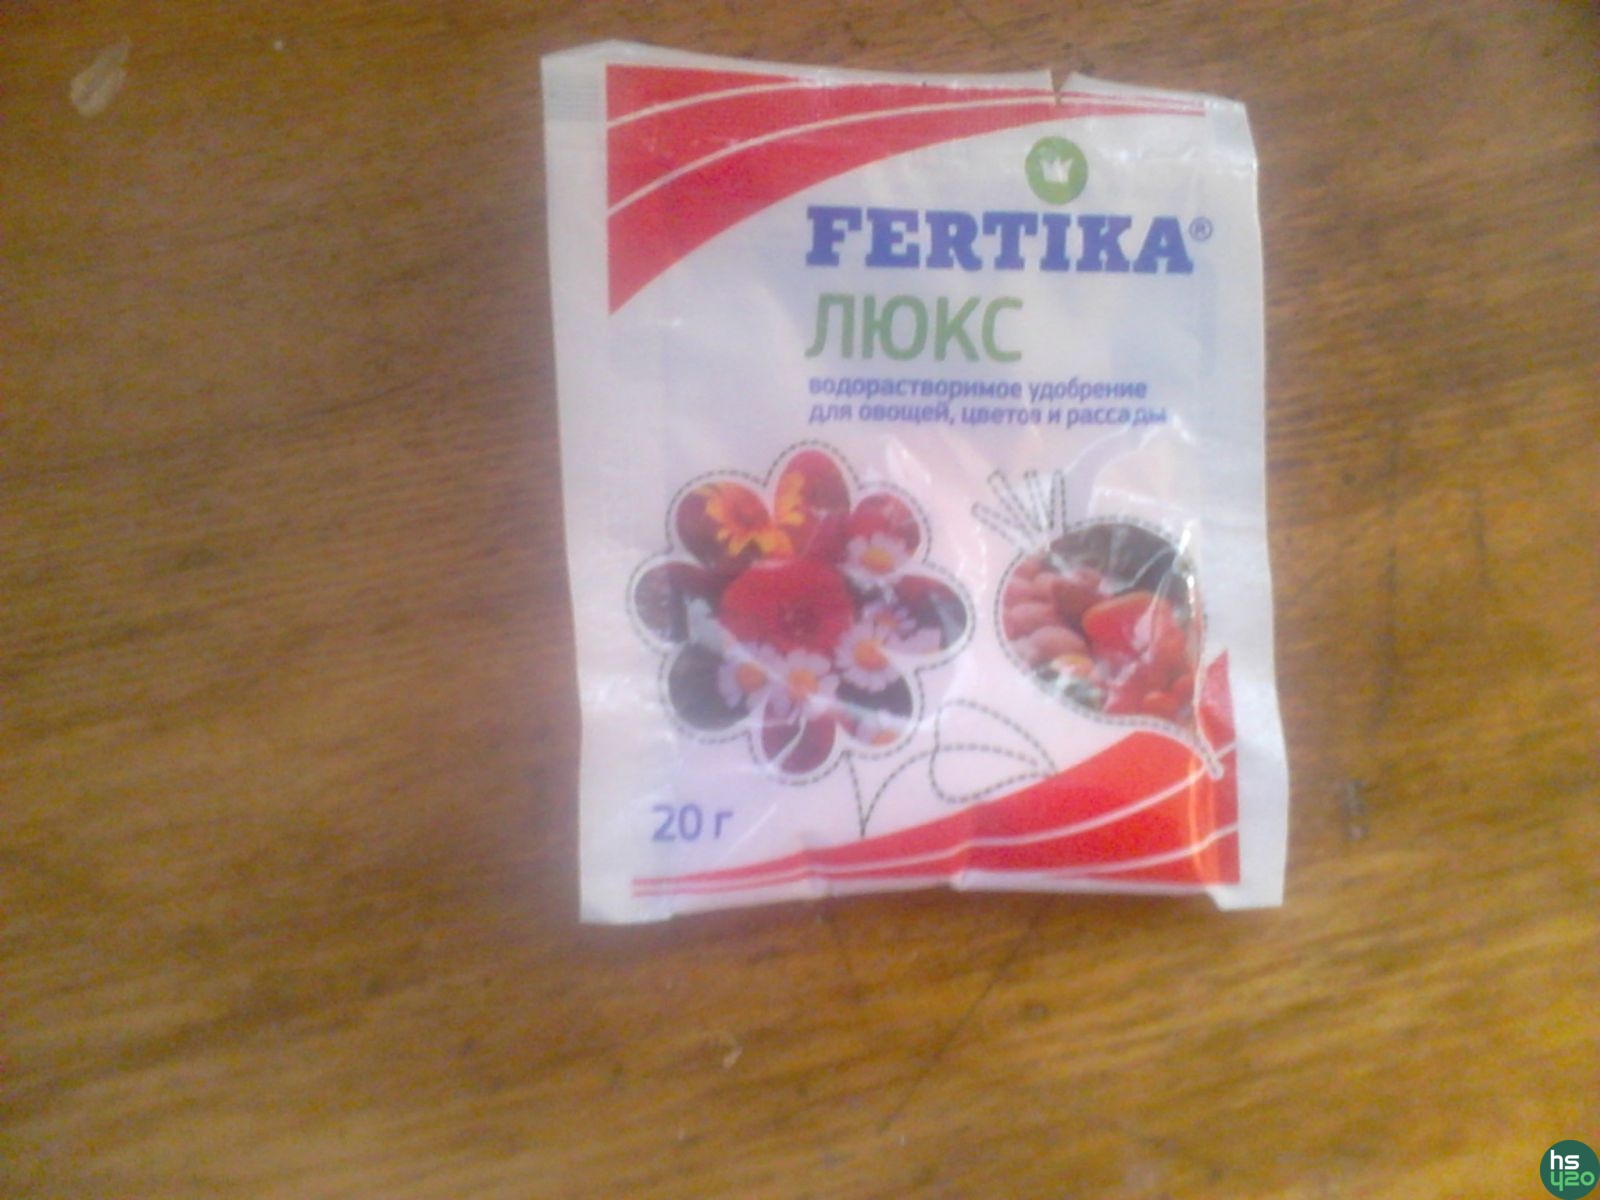 FERTIKA®
ЛЮКС
водорастворимое удобрение
для овощей, цветов и рассады
20 г
hs
420